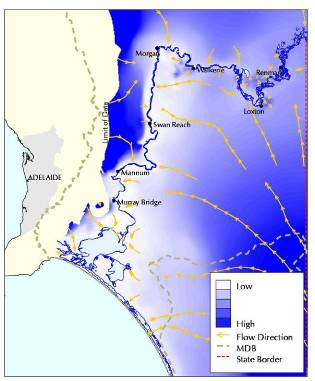 Morgan
Waikerie
Renmark
Loxton
Limit of Data
Swan Reach
ADELAIDE
Mannum
Murray Bridge
Low
High
Flow Direction
MDB
State Border